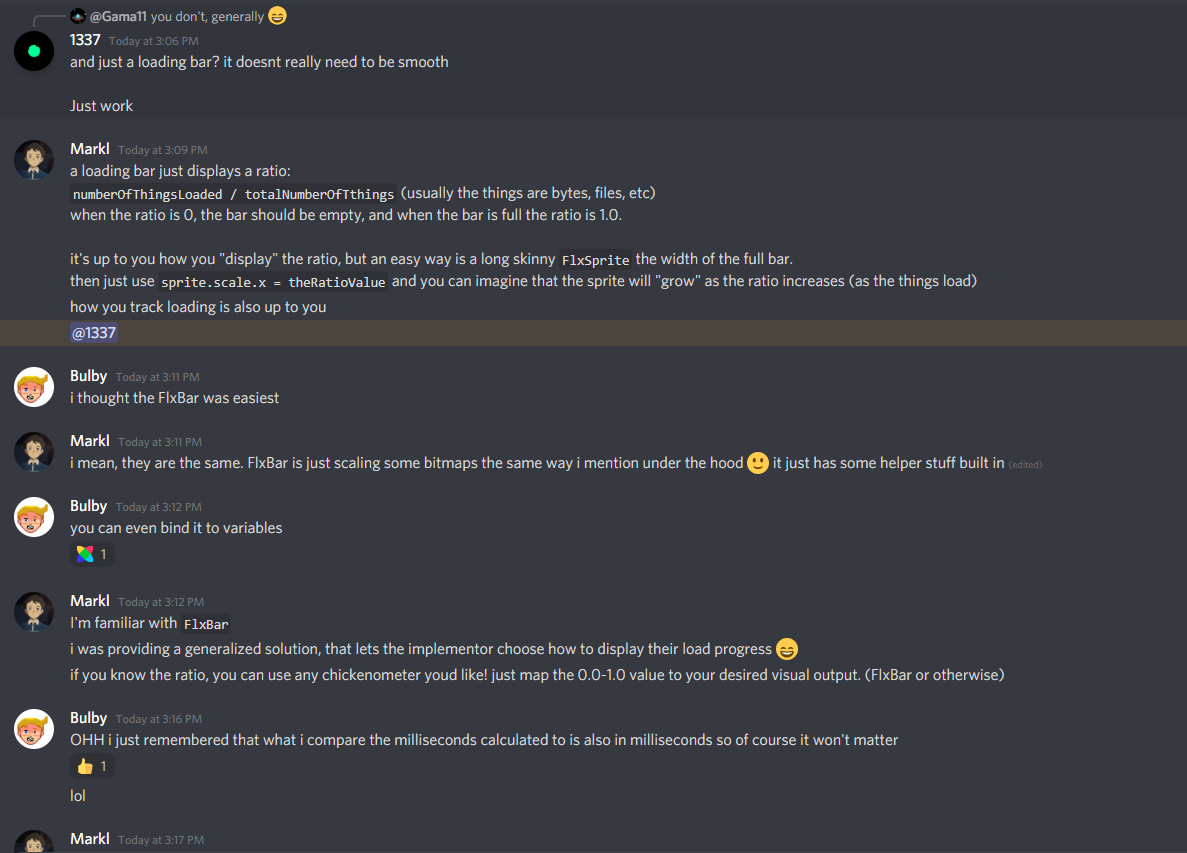 @Gama11 you don't, generally 😄
1337 Today at 3:06 PM
and just a loading bar? it doesnt really need to be smooth
Just work
Markl Today at 3:09 PM
a loading bar just displays a ratio:
numberOfThingsLoaded / totalNumberOfTthings (usually the things are bytes, files, etc)
when the ratio is 0, the bar should be empty, and when the bar is full the ratio is 1.0.
it's up to you how you "display" the ratio, but an easy way is a long skinny FlxSprite the width of the full bar.
then just use sprite.scale.x = theRatioValue and you can imagine that the sprite will "grow" as the ratio increases (as the things load)
how you track loading is also up to you
@1337
Bulby Today at 3:11 PM
i thought the FlxBar was easiest
Markl Today at 3:11 PM
i mean, they are the same. FlxBar is just scaling some bitmaps the same way i mention under the hood 🙂 it just has some helper stuff built in (edited)
Bulby Today at 3:12 PM
you can even bind it to variables
1
Markl Today at 3:12 PM
I'm familiar with FlxBar
i was providing a generalized solution, that lets the implementor choose how to display their load progress 😄
if you know the ratio, you can use any chickenometer youd like! just map the 0.0-1.0 value to your desired visual output. (FlxBar or otherwise)
Bulby Today at 3:16 PM
OHH i just remembered that what i compare the milliseconds calculated to is also in milliseconds so of course it won't matter
👍 1
lol
Markl Today at 3:17 PM